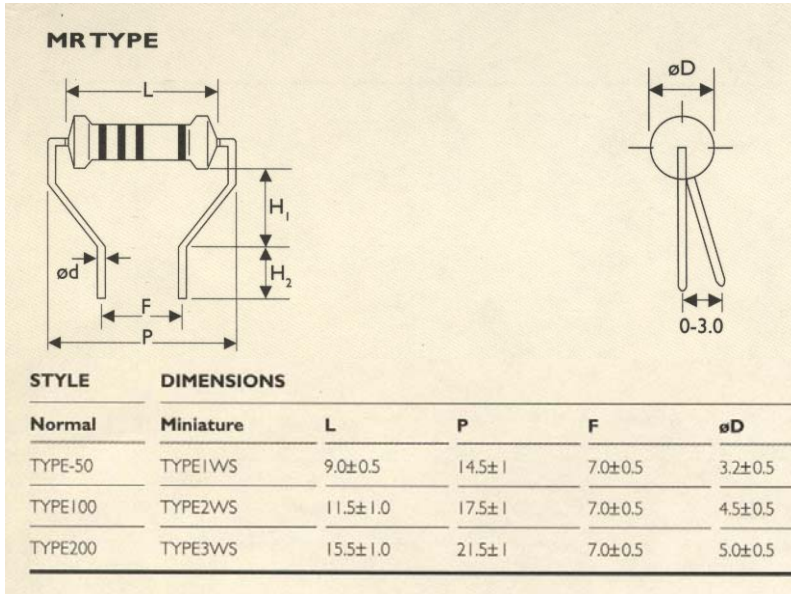 MR TYPE
L
øD
H1
ød
H2
F
P
0-3.0
STYLE DIMENSIONS
Normal Miniature L P F øD
TYPE-50 TYPE1WS 9.0±0.5 14.5±1 7.0±0.5 3.2±0.5
TYPE100 TYPE2WS 11.5±1.0 17.5±1 7.0±0.5 4.5±0.5
TYPE200 TYPE3WS 15.5±1.0 21.5±1 7.0±0.5 5.0±0.5